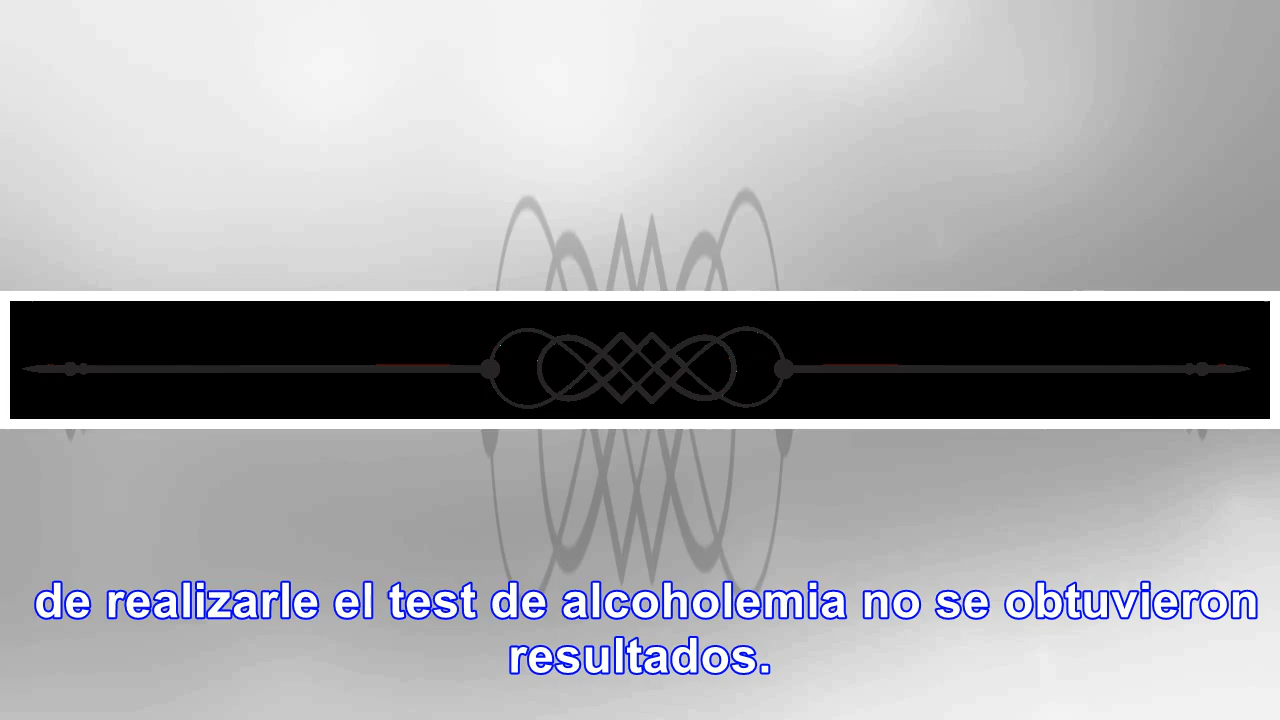 de realizarle el test de alcoholemia no se obtuvieron
resultados.